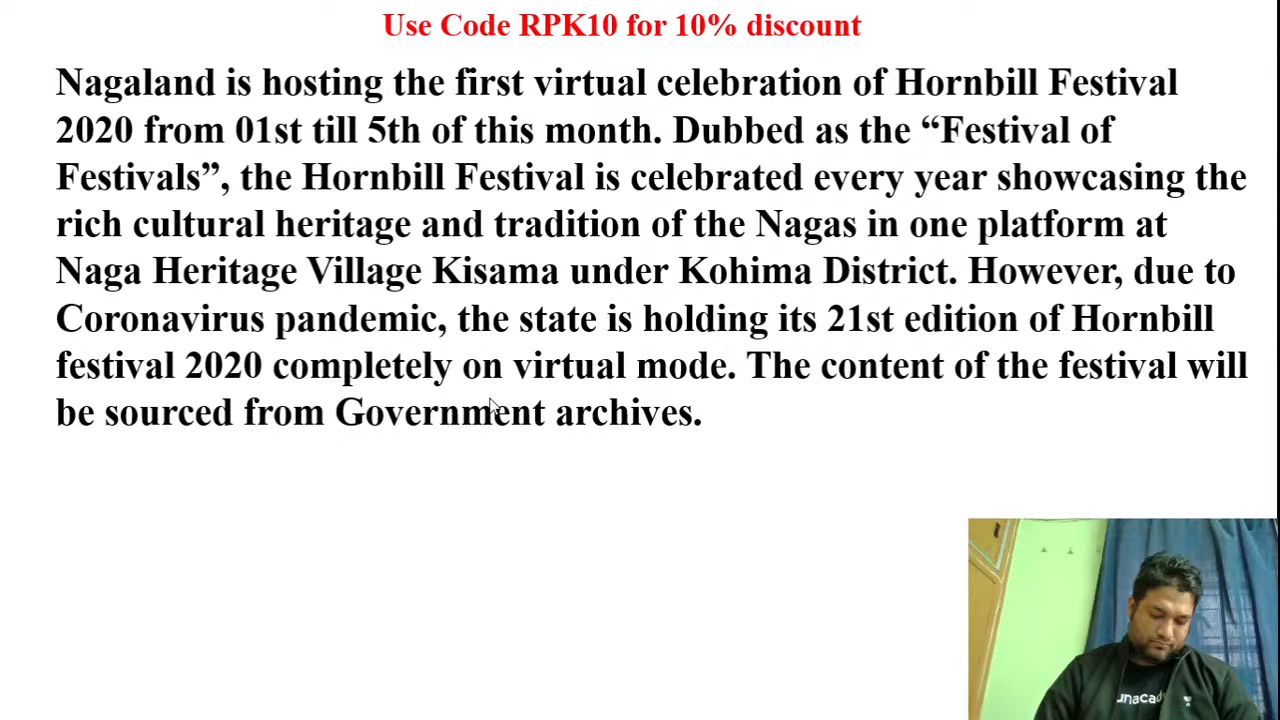 Use Code RPK10 for 10% discount
Nagaland is hosting the first virtual celebration of Hornbill Festival
2020 from 01st till 5th of this month. Dubbed as the “Festival of
Festivals”, the Hornbill Festival is celebrated every year showcasing the
rich cultural heritage and tradition of the Nagas in one platform at
Naga Heritage Village Kisama under Kohima District. However, due to
Coronavirus pandemic, the state is holding its 21st edition of Hornbill
festival 2020 completely on virtual mode. The content of the festival will
be sourced from Government archives.